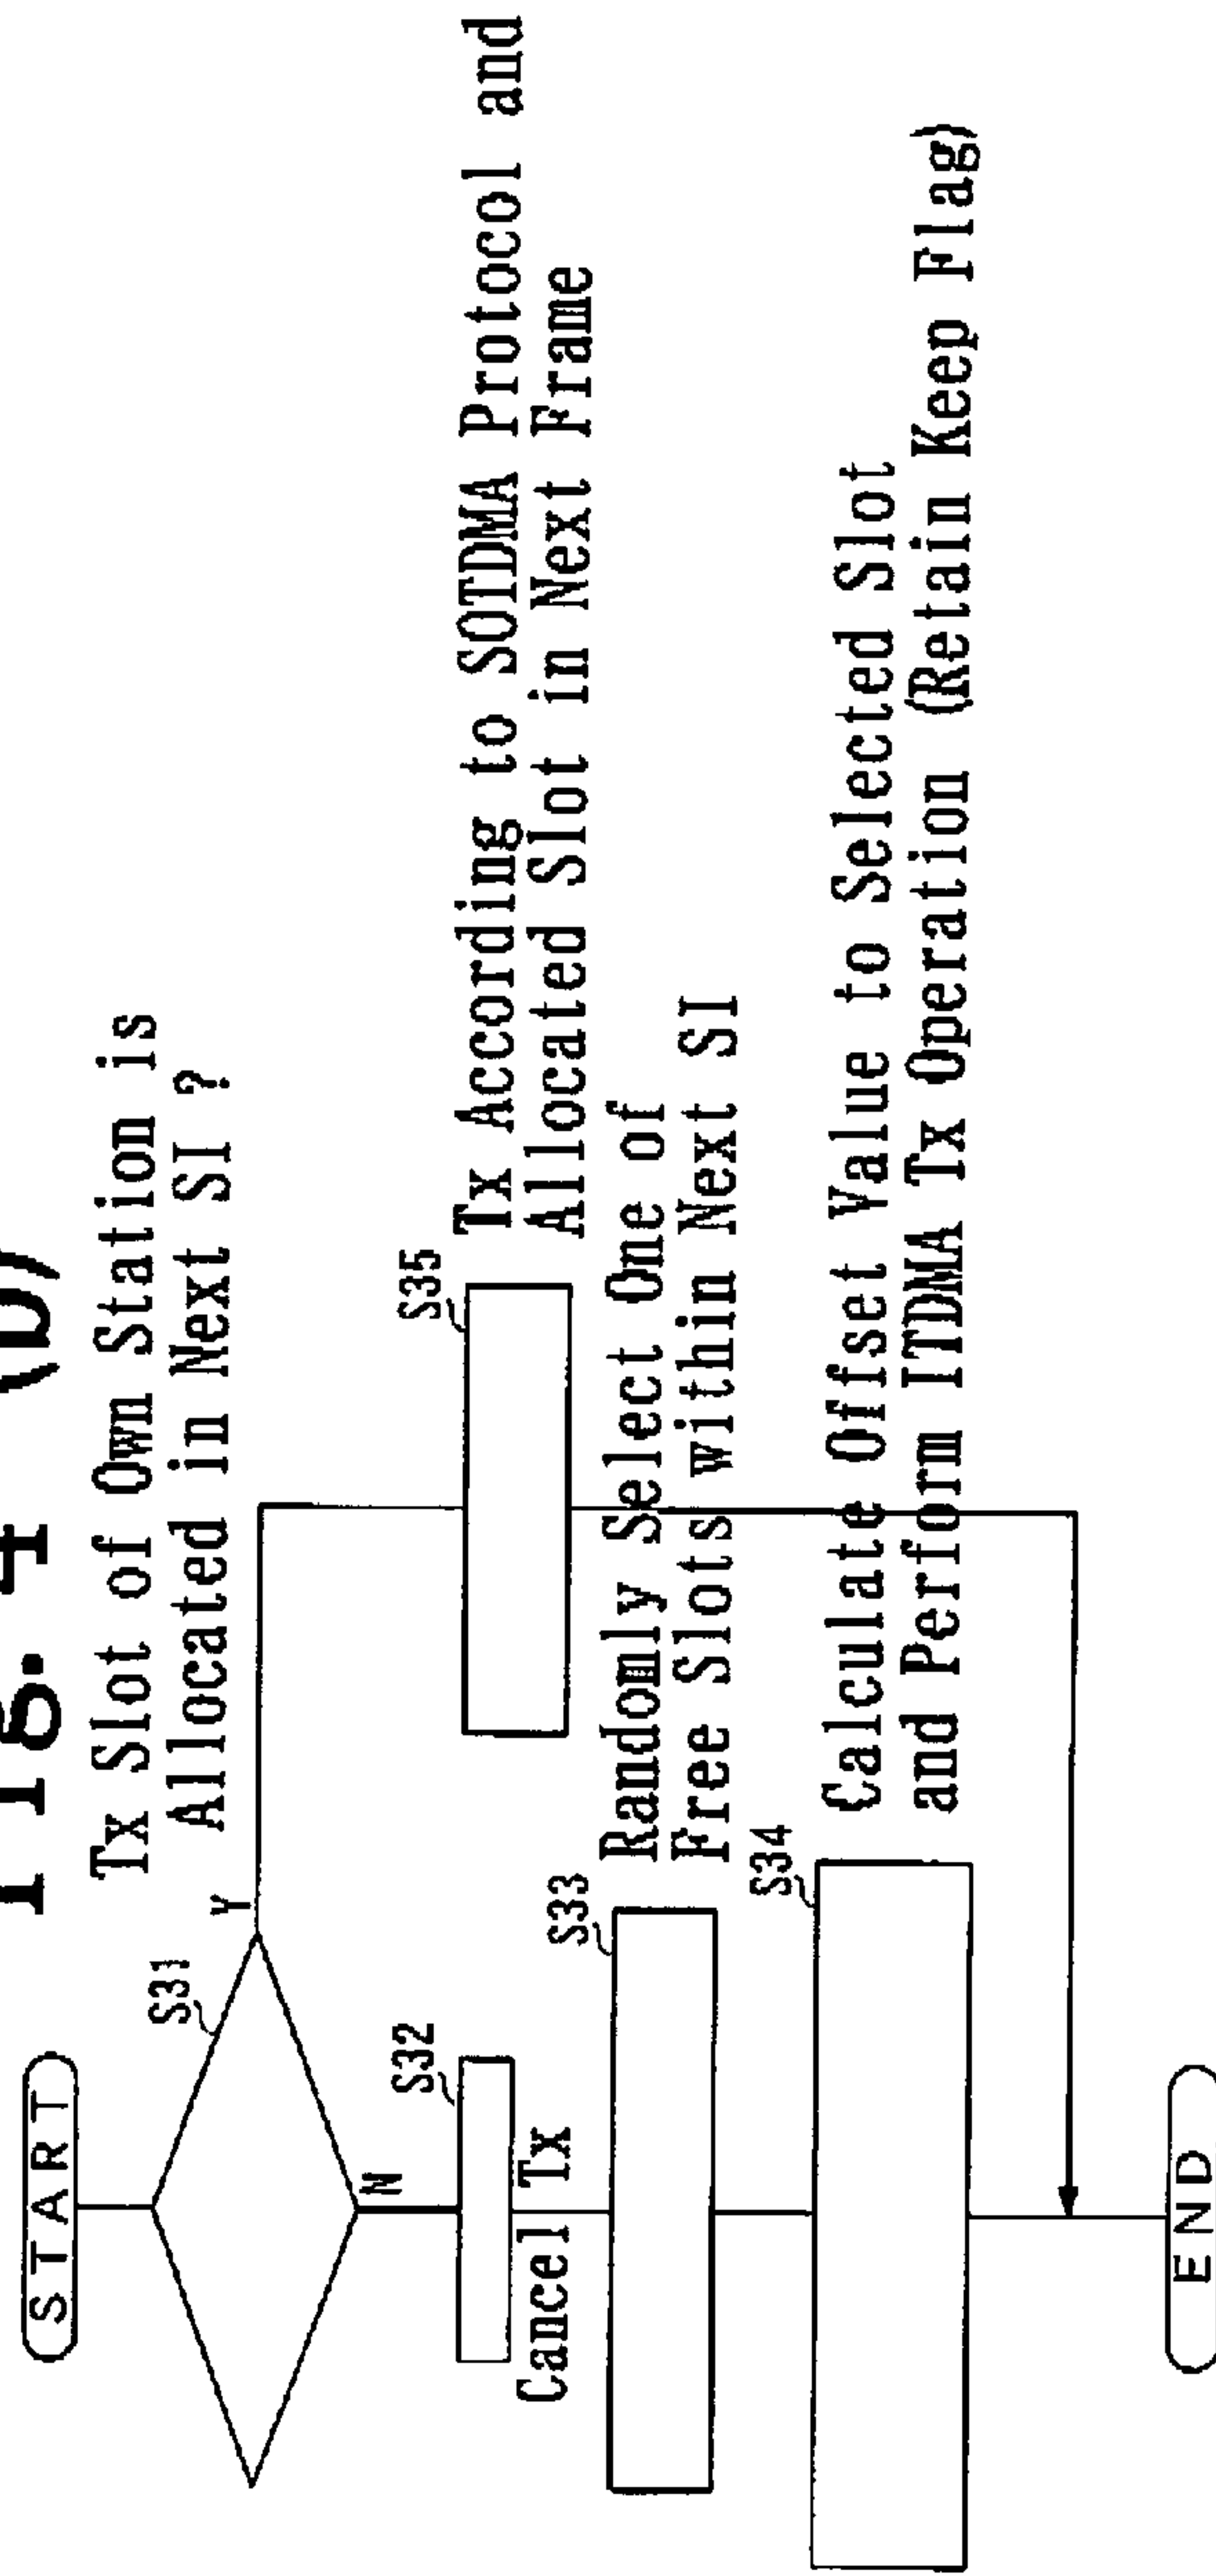 Fig. 4 (D)
START
Tx Slot of Own Station is
Allocated in Next SI ?
S31
Y
N
S32
Cancel Tx
S35
Tx According to SOTDMA Protocol and
Allocated Slot in Next Frame
S33
Randomly Select One of
Free Slots within Next SI
S34
Calculate Offset Value to Selected Slot
and Perform ITDMA Tx Operation (Retain Keep Flag)
END